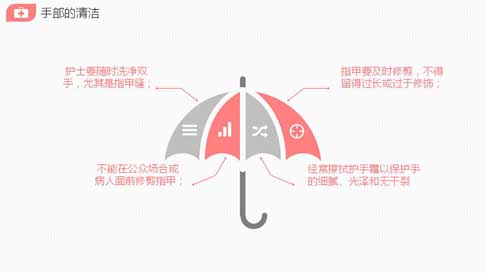 手部的清洁
护士要随时洗净双
手，尤其是指甲缝；
指甲要及时修剪，不得
留得过长或过于修饰；
不能在公众场合或
病人面前修剪指甲；
经常擦拭护手霜以保护手
的细腻、光泽和无干裂